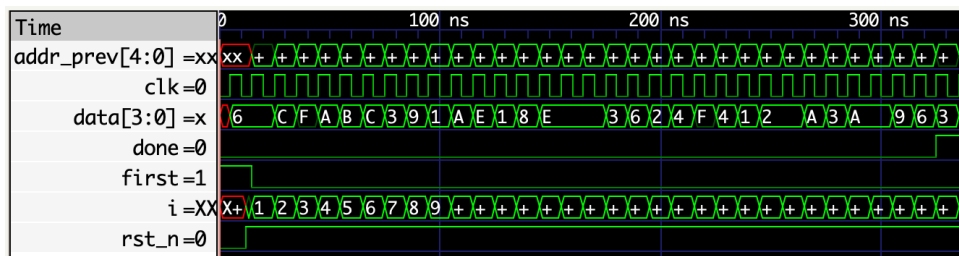 Time 0 100 ns 200 ns 300 ns
addr_prev[4:0] =xx xx + + + + + + + + + + + + + + + + + + + + + + + + + + + + + + + +
clk =0
data[3:0] =x 6 C F A B C 3 9 1 A E 1 8 E 3 6 2 4 F 4 1 2 A 3 A 9 6 3
done =0
first =1
i =XX X+ 1 2 3 4 5 6 7 8 9 + + + + + + + + + + + + + + + + + + + + + + +
rst_n =0